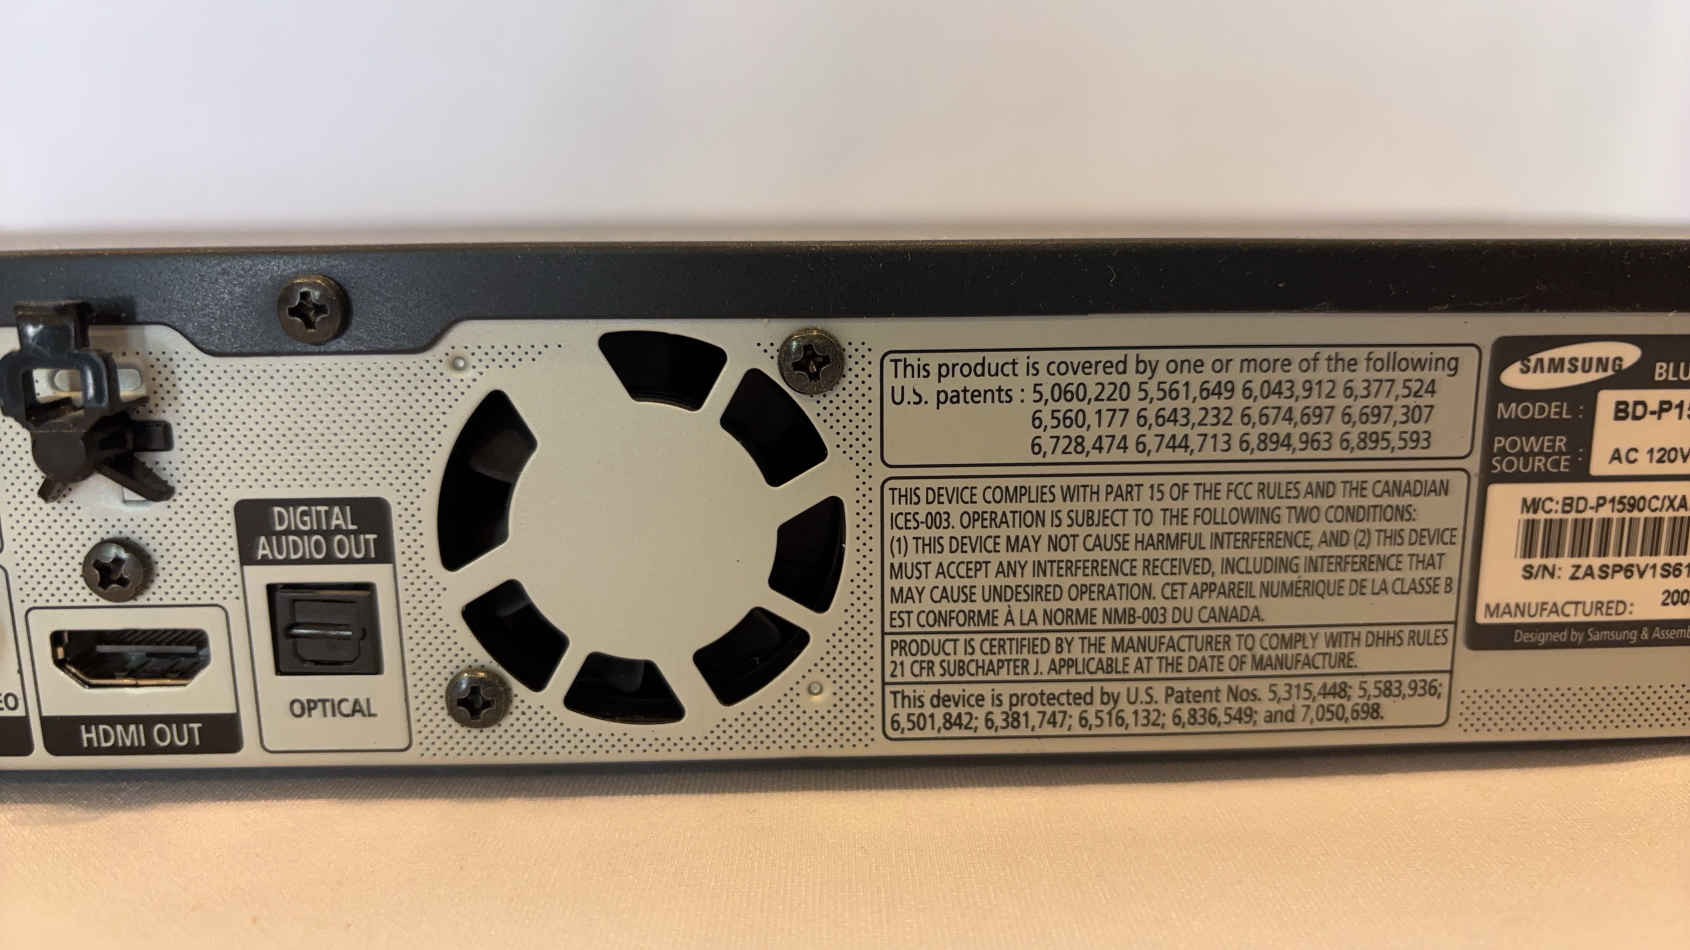 HDMI OUT
DIGITAL
AUDIO OUT
OPTICAL
This product is covered by one or more of the following
U.S. patents : 5,060,220 5,561,649 6,043,912 6,377,524
6,560,177 6,643,232 6,674,697 6,697,307
6,728,474 6,744,713 6,894,963 6,895,593
THIS DEVICE COMPLIES WITH PART 15 OF THE FCC RULES AND THE CANADIAN
ICES-003. OPERATION IS SUBJECT TO THE FOLLOWING TWO CONDITIONS:
(1) THIS DEVICE MAY NOT CAUSE HARMFUL INTERFERENCE, AND (2) THIS DEVICE
MUST ACCEPT ANY INTERFERENCE RECEIVED, INCLUDING INTERFERENCE THAT
MAY CAUSE UNDESIRED OPERATION. CET APPAREIL NUMÉRIQUE DE LA CLASSE B
EST CONFORME À LA NORME NMB-003 DU CANADA.
PRODUCT IS CERTIFIED BY THE MANUFACTURER TO COMPLY WITH DHHS RULES
21 CFR SUBCHAPTER J. APPLICABLE AT THE DATE OF MANUFACTURE.
This device is protected by U.S. Patent Nos. 5,315,448; 5,583,936;
6,501,842; 6,381,747; 6,516,132; 6,836,549; and 7,050,698.
SAMSUNG BLU
MODEL : BD-P15
POWER
SOURCE : AC 120V
M/C:BD-P1590C/XA
S/N: ZASP6V1S61
MANUFACTURED: 200
Designed by Samsung & Assemb